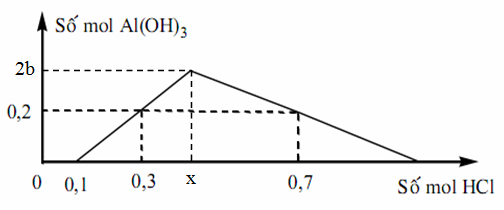 Số mol Al(OH)3
2b
0,2
0 0,1 0,3 x 0,7 Số mol HCl